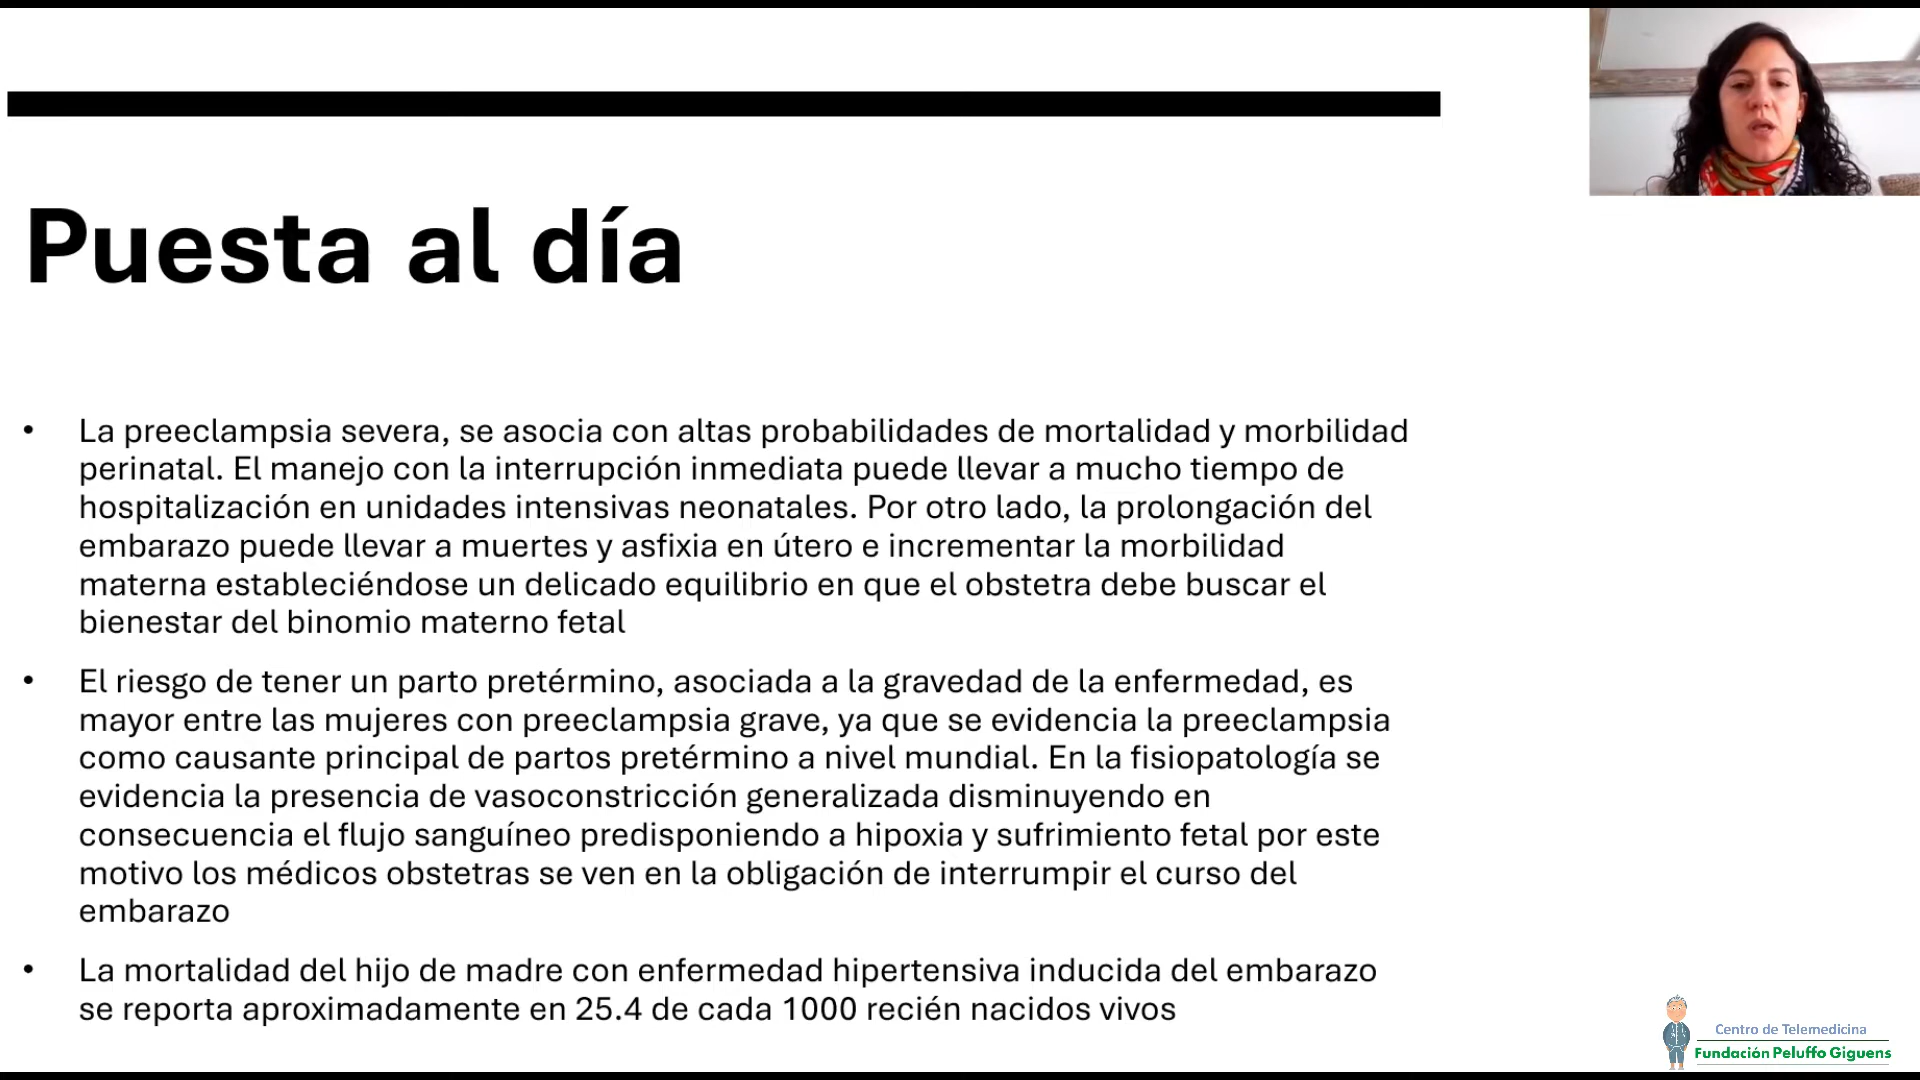 Puesta al día
• La preeclampsia severa, se asocia con altas probabilidades de mortalidad y morbilidad
perinatal. El manejo con la interrupción inmediata puede llevar a mucho tiempo de
hospitalización en unidades intensivas neonatales. Por otro lado, la prolongación del
embarazo puede llevar a muertes y asfixia en útero e incrementar la morbilidad
materna estableciéndose un delicado equilibrio en que el obstetra debe buscar el
bienestar del binomio materno fetal
• El riesgo de tener un parto pretérmino, asociada a la gravedad de la enfermedad, es
mayor entre las mujeres con preeclampsia grave, ya que se evidencia la preeclampsia
como causante principal de partos pretérmino a nivel mundial. En la fisiopatología se
evidencia la presencia de vasoconstricción generalizada disminuyendo en
consecuencia el flujo sanguíneo predisponiendo a hipoxia y sufrimiento fetal por este
motivo los médicos obstetras se ven en la obligación de interrumpir el curso del
embarazo
• La mortalidad del hijo de madre con enfermedad hipertensiva inducida del embarazo
se reporta aproximadamente en 25.4 de cada 1000 recién nacidos vivos
Centro de Telemedicina
Fundación Peluffo Giguens